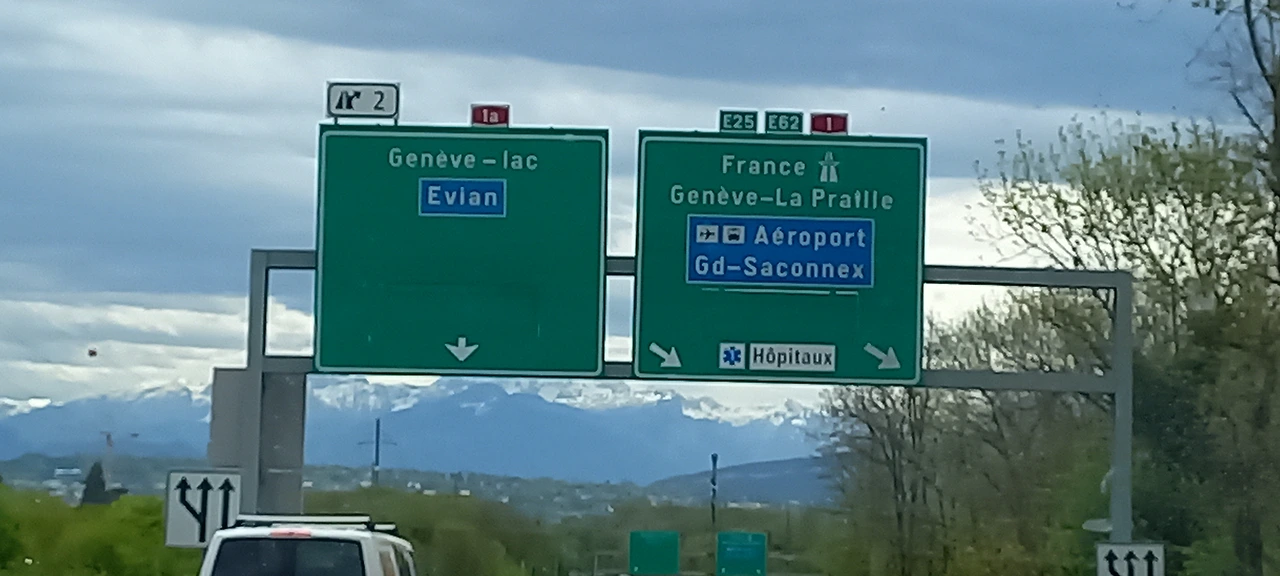 2
1a
Genève – lac
Evian
E25 E62 1
France
Genève–La Praille
Aéroport
Gd–Saconnex
Hôpitaux